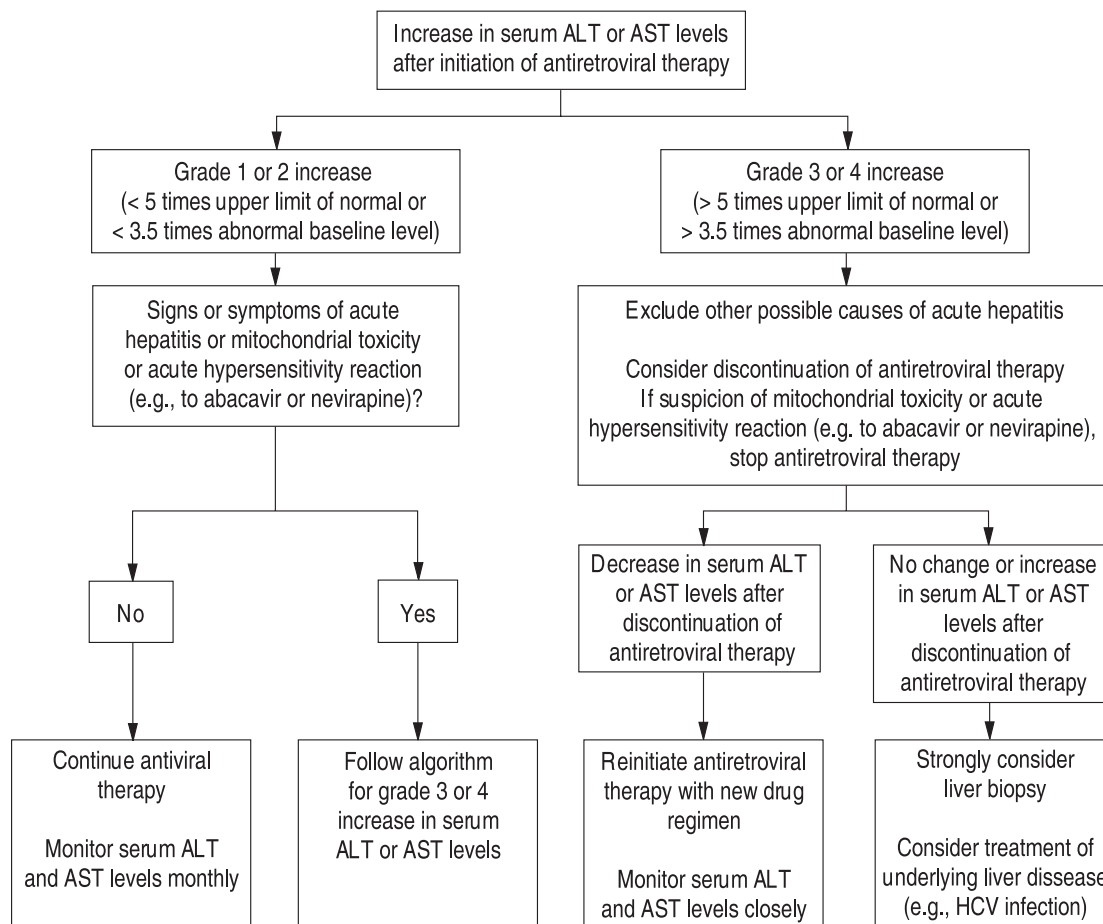 Increase in serum ALT or AST levels
after initiation of antiretroviral therapy
Grade 1 or 2 increase
(< 5 times upper limit of normal or
< 3.5 times abnormal baseline level)
Grade 3 or 4 increase
(> 5 times upper limit of normal or
> 3.5 times abnormal baseline level)
Signs or symptoms of acute
hepatitis or mitochondrial toxicity
or acute hypersensitivity reaction
(e.g., to abacavir or nevirapine)?
Exclude other possible causes of acute hepatitis
Consider discontinuation of antiretroviral therapy
If suspicion of mitochondrial toxicity or acute
hypersensitivity reaction (e.g. to abacavir or nevirapine),
stop antiretroviral therapy
No
Yes
Decrease in serum ALT
or AST levels after
discontinuation of
antiretroviral therapy
No change or increase
in serum ALT or AST
levels after
discontinuation of
antiretroviral therapy
Continue antiviral
therapy
Monitor serum ALT
and AST levels monthly
Follow algorithm
for grade 3 or 4
increase in serum
ALT or AST levels
Reinitiate antiretroviral
therapy with new drug
regimen
Monitor serum ALT
and AST levels closely
Strongly consider
liver biopsy
Consider treatment of
underlying liver dissease
(e.g., HCV infection)